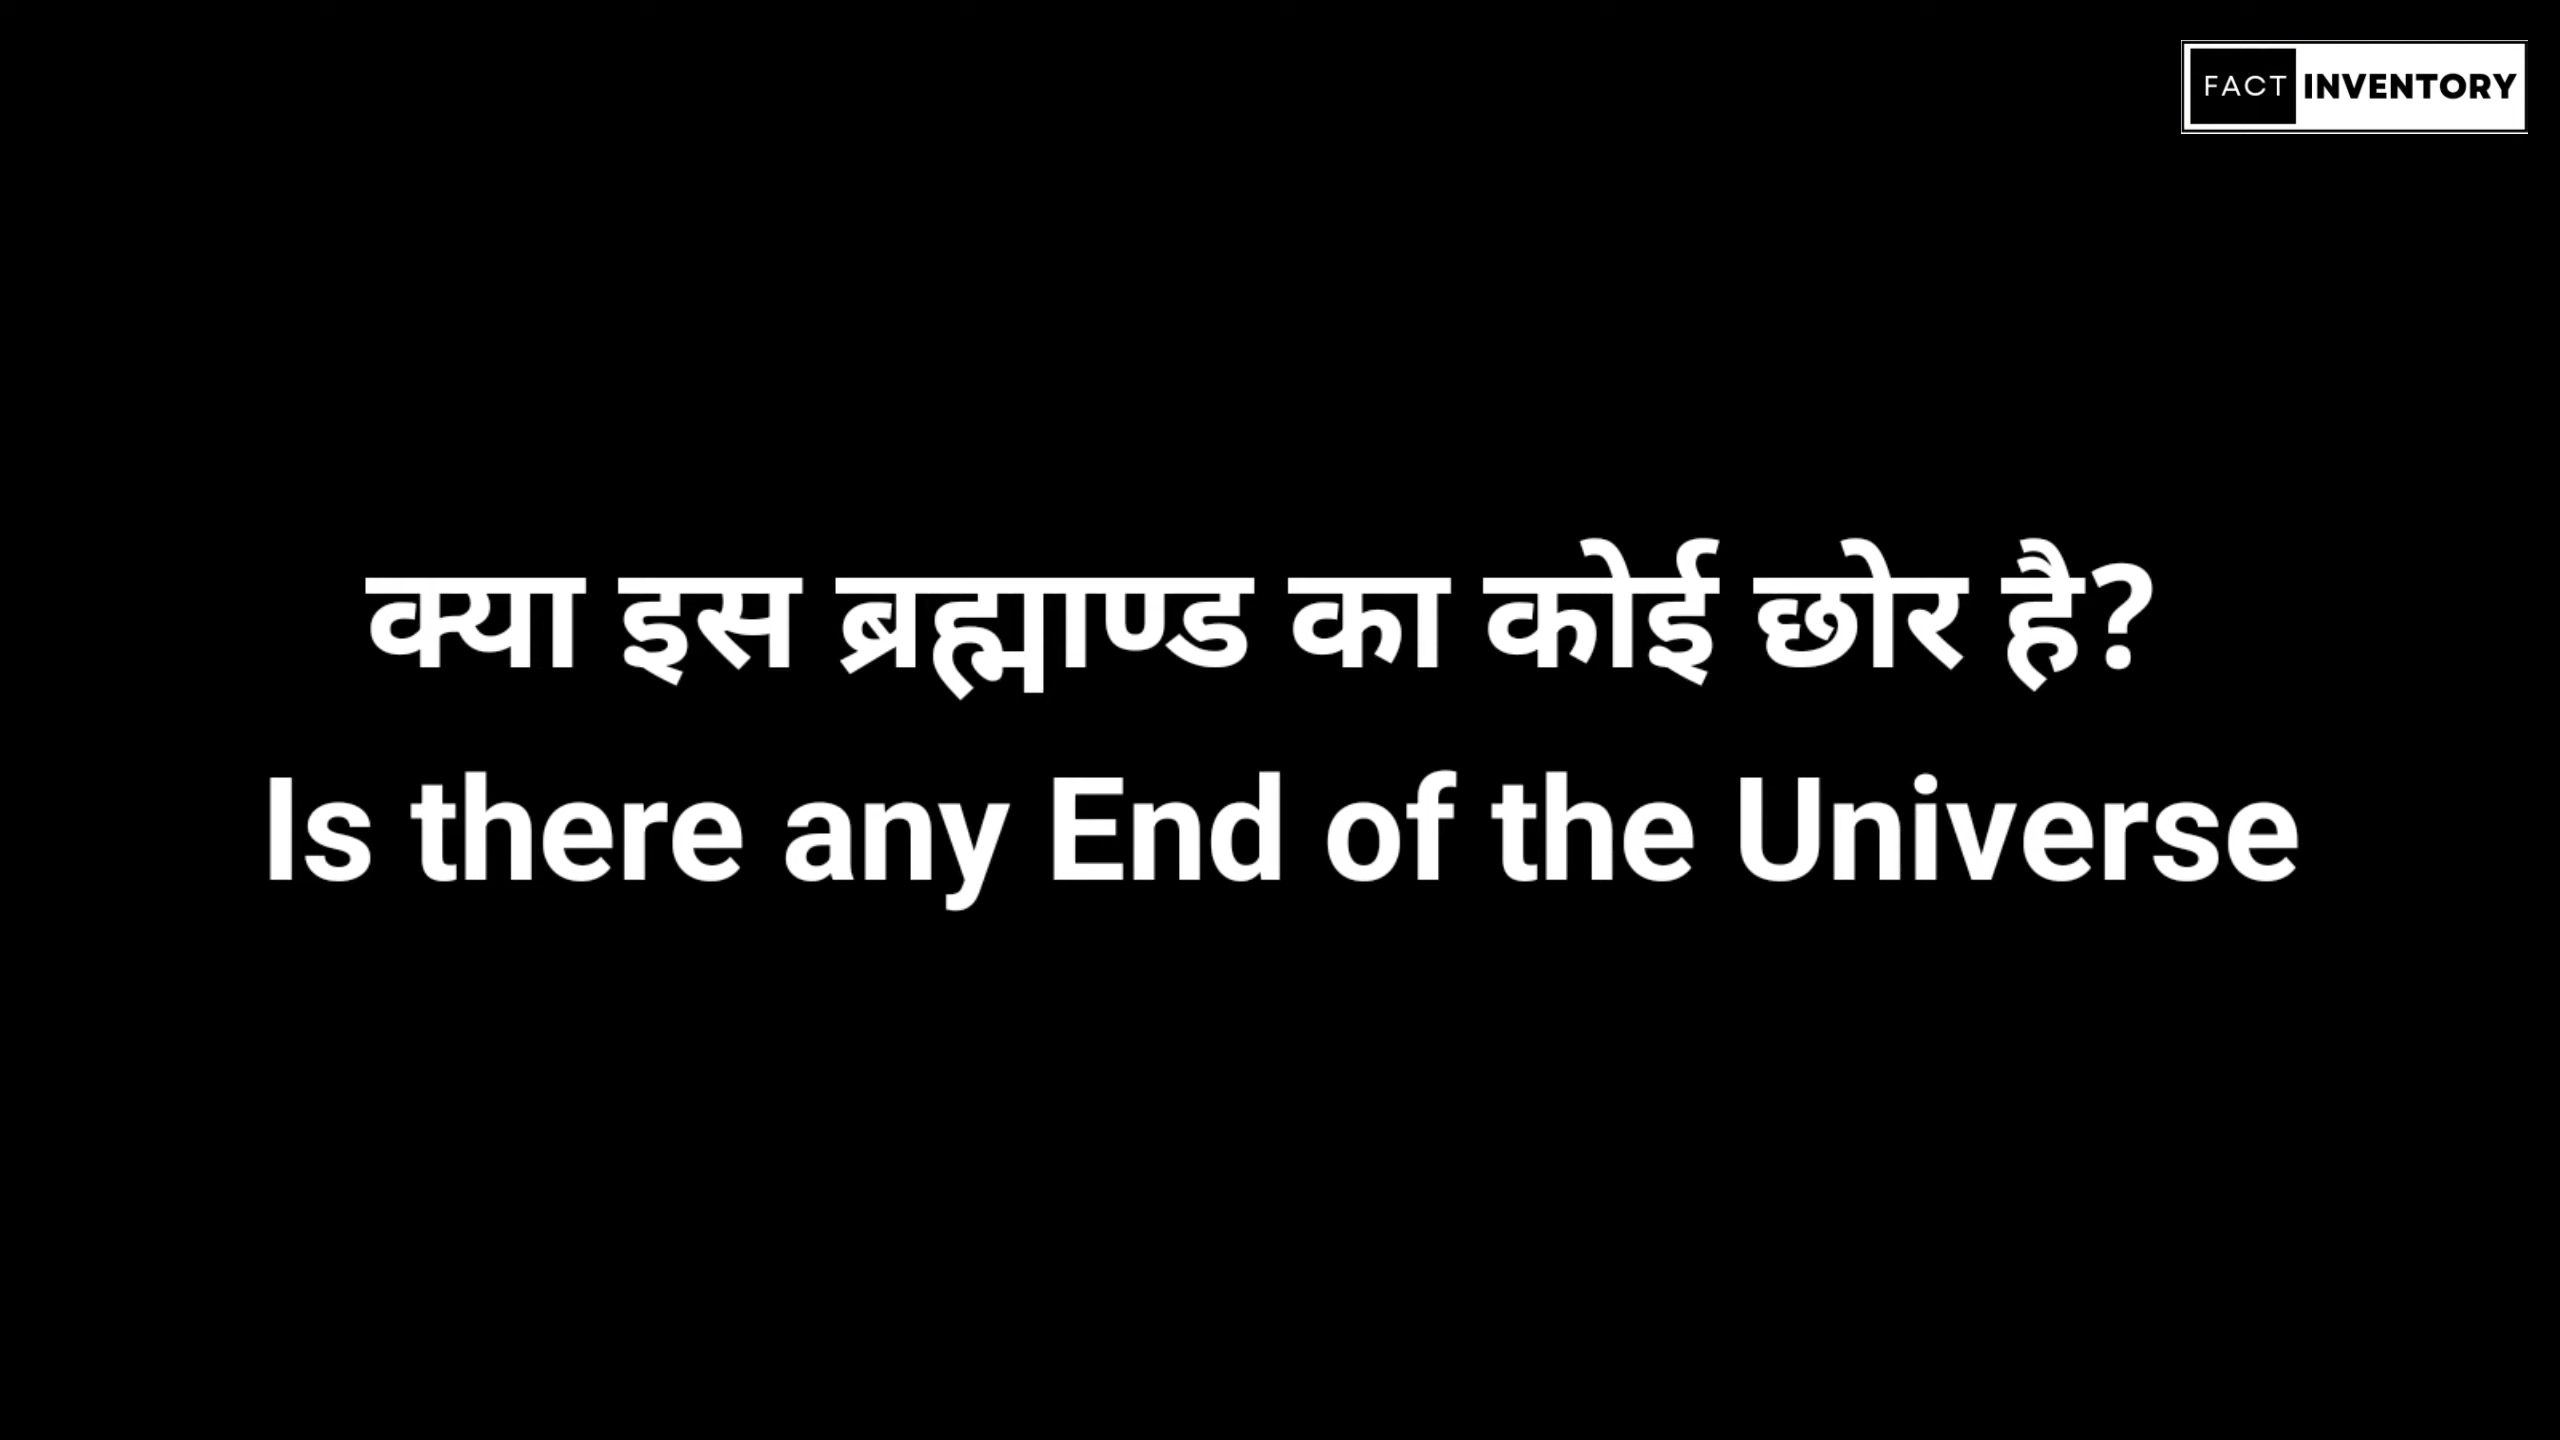 FACT INVENTORY
क्या इस ब्रह्माण्ड का कोई छोर है?
Is there any End of the Universe